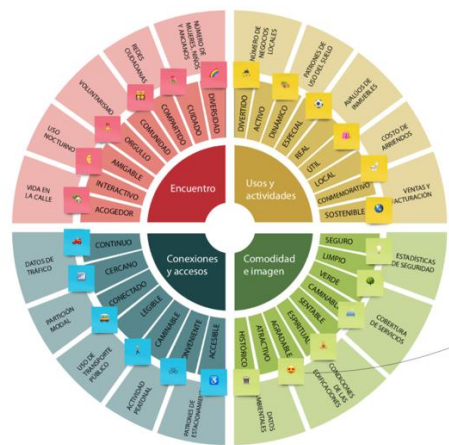 NÚMERO DE
MUJERES, NIÑOS
Y ANCIANOS
REDES
CIUDADANAS
VOLUNTARISMO
USO
NOCTURNO
VIDA EN
LA CALLE
DIVERSIDAD
CUIDADO
COMPARTIDO
COMUNIDAD
ORGULLO
AMIGABLE
INTERACTIVO
ACOGEDOR
Encuentro
NÚMERO DE
NEGOCIOS
LOCALES
PATRONES DE
USO DEL SUELO
AVALÚOS DE
INMUEBLES
COSTO DE
ARRIENDOS
VENTAS Y
FACTURACIÓN
DIVERTIDO
ACTIVO
DINÁMICO
ESPECIAL
REAL
ÚTIL
LOCAL
CONMEMORATIVO
SOSTENIBLE
Usos y
actividades
DATOS DE
TRÁFICO
PARTICIÓN
MODAL
USO DE
TRANSPORTE
PÚBLICO
ACTIVIDAD
PEATONAL
PATRONES DE
ESTACIONAMIENTO
CONTINUO
CERCANO
CONECTADO
LEGIBLE
CAMINABLE
CONVENIENTE
ACCESIBLE
Conexiones
y accesos
SEGURO
LIMPIO
VERDE
CAMINABLE
SENTABLE
ESPIRITUAL
AGRADABLE
ATRACTIVO
HISTÓRICO
Comodidad
e imagen
ESTADÍSTICAS
DE SEGURIDAD
COBERTURA
DE SERVICIOS
CONDICIONES
DE LAS
EDIFICACIONES
DATOS
AMBIENTALES